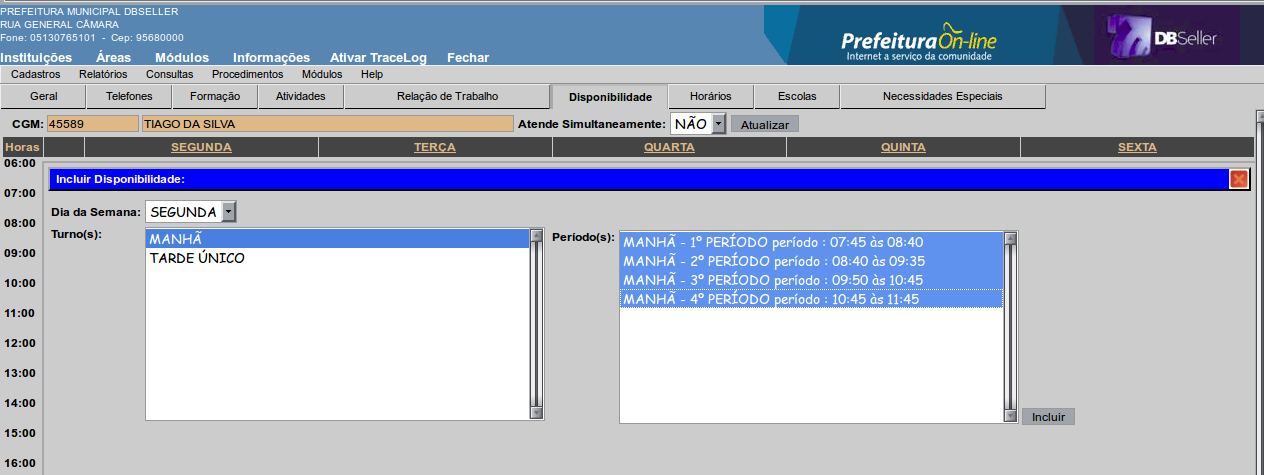 PREFEITURA MUNICIPAL DBSELLER
RUA GENERAL CÂMARA
Fone: 05130765101 - Cep: 95680000
Prefeitura On-line
Internet a serviço da comunidade
DBSeller
Instituições Áreas Módulos Informações Ativar TraceLog Fechar
Cadastros Relatórios Consultas Procedimentos Módulos Help
Geral Telefones Formação Atividades Relação de Trabalho Disponibilidade Horários Escolas Necessidades Especiais
CGM: 45589 TIAGO DA SILVA Atende Simultaneamente: NÃO Atualizar
Horas SEGUNDA TERÇA QUARTA QUINTA SEXTA
06:00
Incluir Disponibilidade:
07:00
Dia da Semana: SEGUNDA
08:00
Turno(s): MANHÃ
TARDE ÚNICO
Período(s): MANHÃ - 1º PERÍODO período : 07:45 às 08:40
MANHÃ - 2º PERÍODO período : 08:40 às 09:35
MANHÃ - 3º PERÍODO período : 09:50 às 10:45
MANHÃ - 4º PERÍODO período : 10:45 às 11:45
09:00
10:00
11:00
12:00
13:00
14:00
Incluir
15:00
16:00